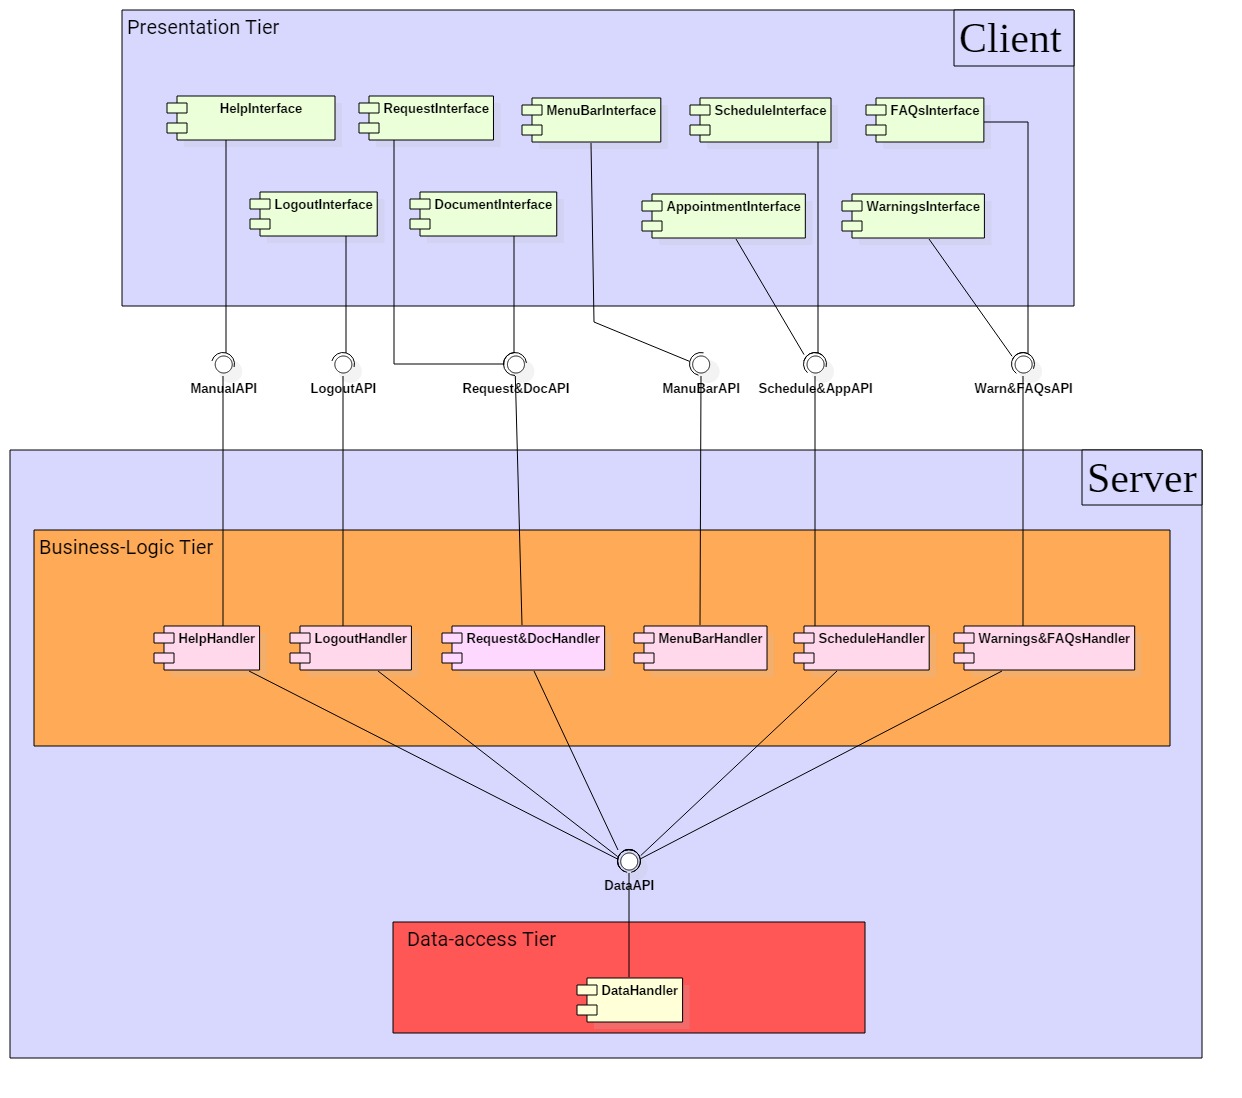 Presentation Tier
Client
HelpInterface
RequestInterface
MenuBarInterface
ScheduleInterface
FAQsInterface
LogoutInterface
DocumentInterface
AppointmentInterface
WarningsInterface
ManualAPI
LogoutAPI
Request&DocAPI
ManuBarAPI
Schedule&AppAPI
Warn&FAQsAPI
Server
Business-Logic Tier
HelpHandler
LogoutHandler
Request&DocHandler
MenuBarHandler
ScheduleHandler
Warnings&FAQsHandler
DataAPI
Data-access Tier
DataHandler